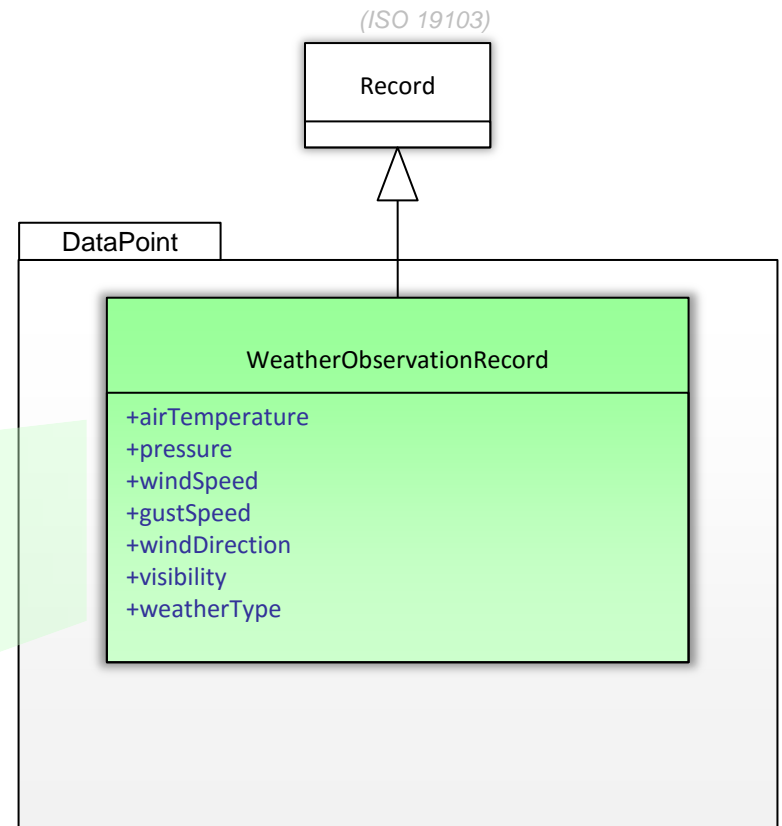 (ISO 19103)
Record
DataPoint
WeatherObservationRecord
+airTemperature
+pressure
+windSpeed
+gustSpeed
+windDirection
+visibility
+weatherType